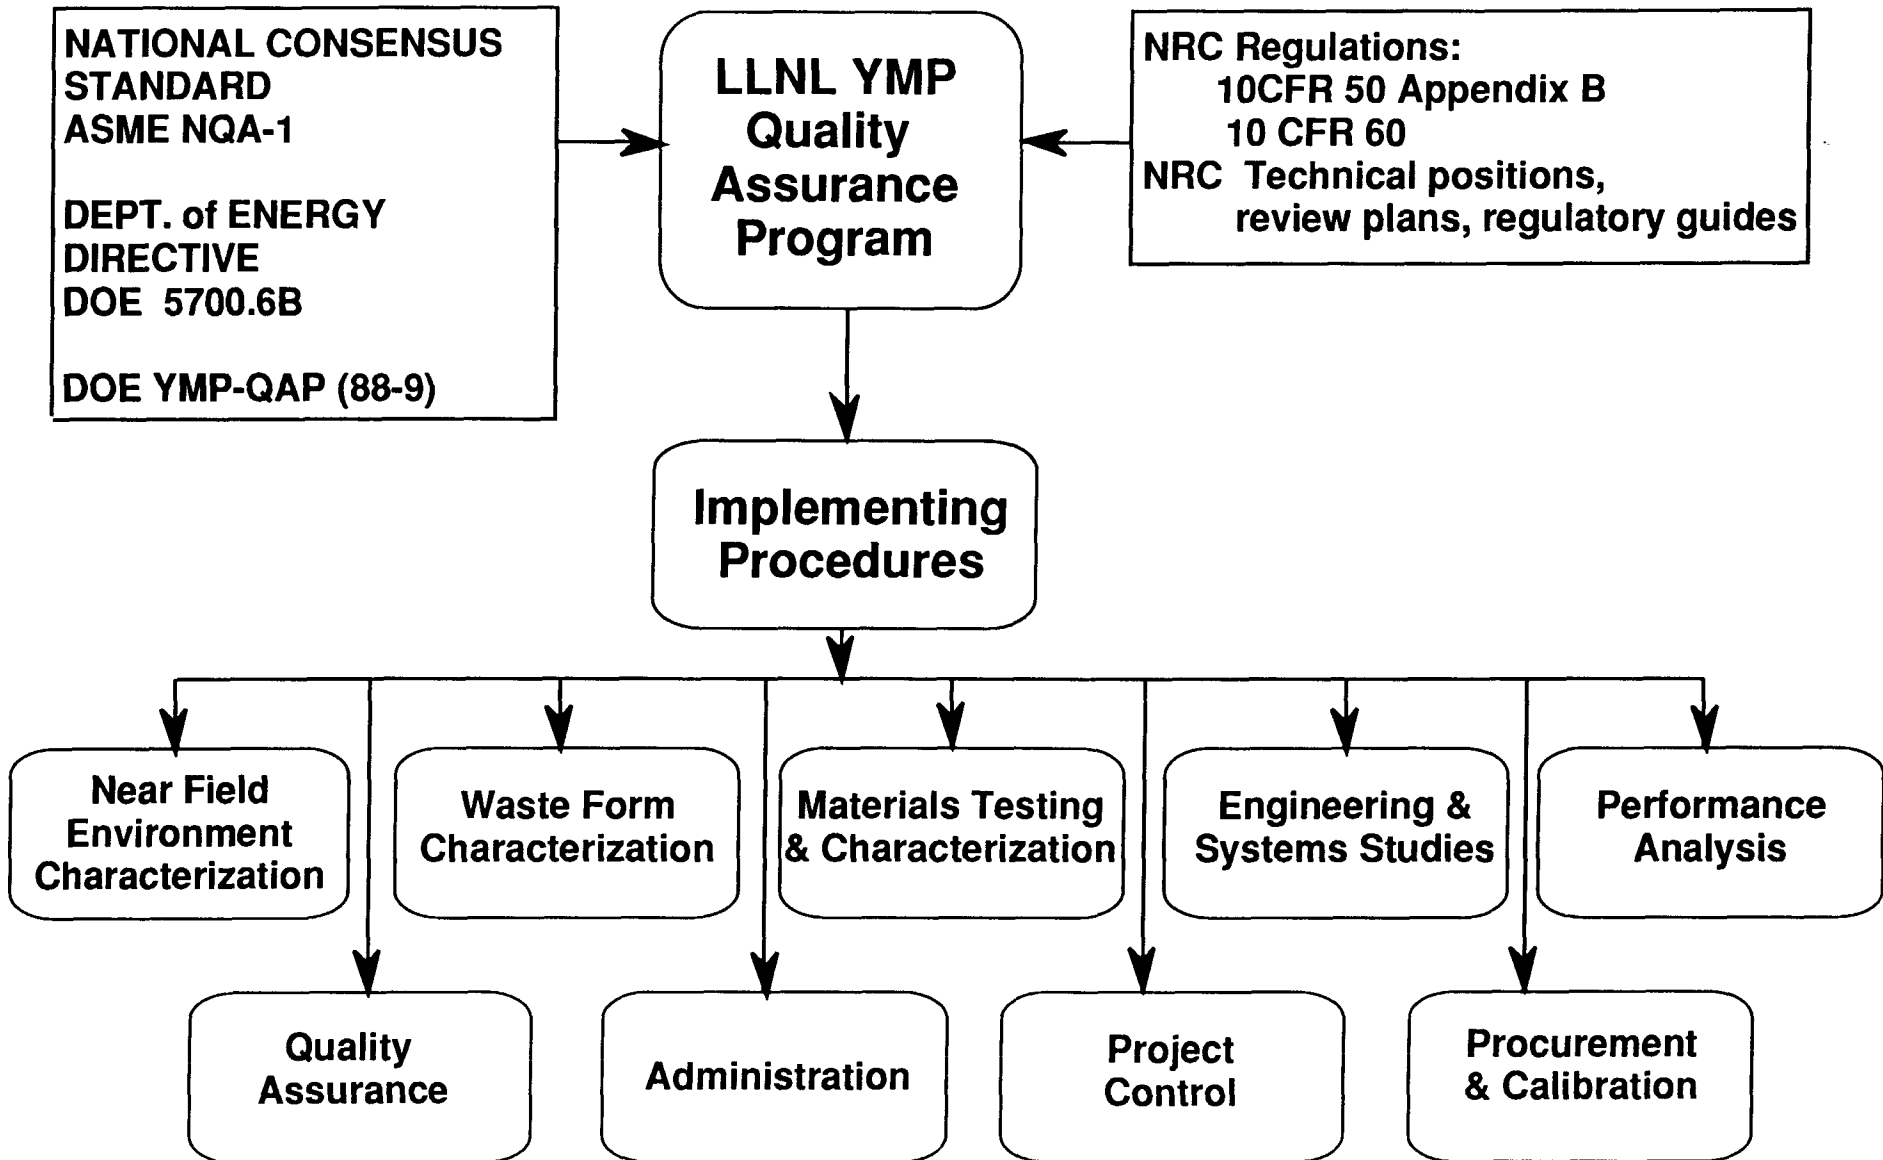 NATIONAL CONSENSUS
STANDARD
ASME NQA-1
DEPT. of ENERGY
DIRECTIVE
DOE 5700.6B
DOE YMP-QAP (88-9)
LLNL YMP
Quality
Assurance
Program
NRC Regulations:
10CFR 50 Appendix B
10 CFR 60
NRC Technical positions,
review plans, regulatory guides
Implementing
Procedures
Near Field
Environment
Characterization
Waste Form
Characterization
Materials Testing
& Characterization
Engineering &
Systems Studies
Performance
Analysis
Quality
Assurance
Administration
Project
Control
Procurement
& Calibration